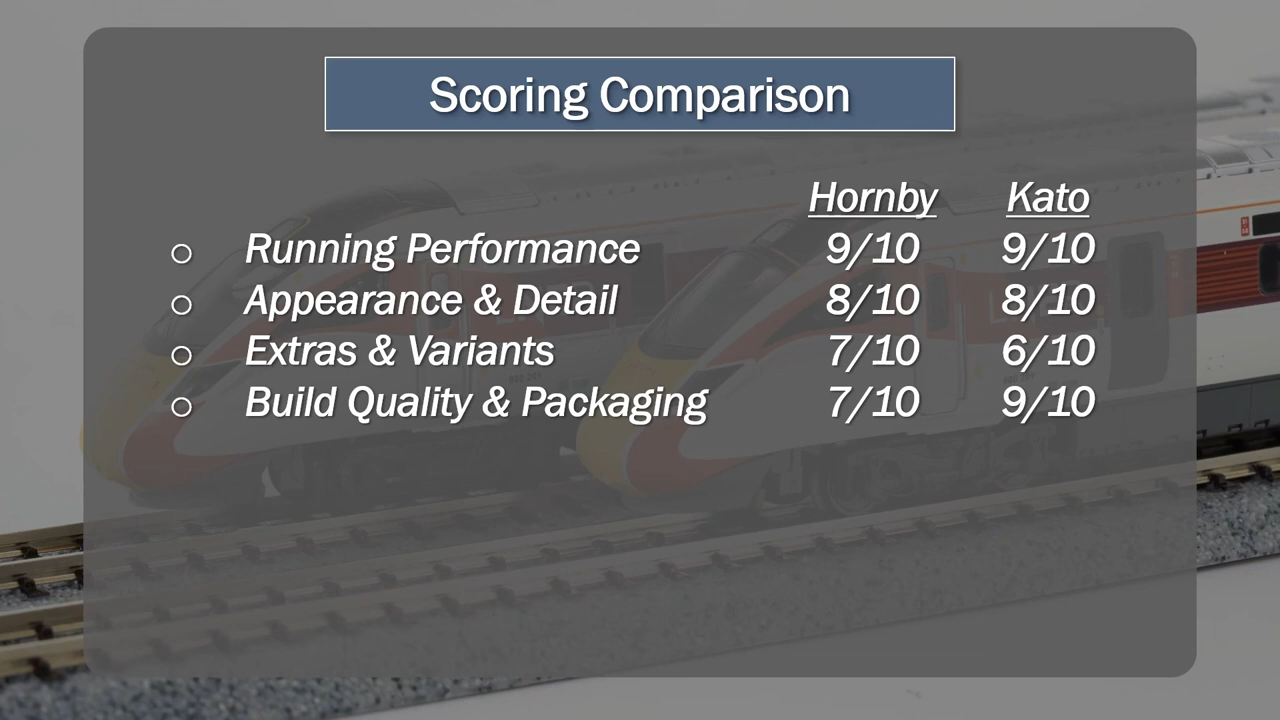 Scoring Comparison
Hornby Kato
Running Performance 9/10 9/10
Appearance & Detail 8/10 8/10
Extras & Variants 7/10 6/10
Build Quality & Packaging 7/10 9/10